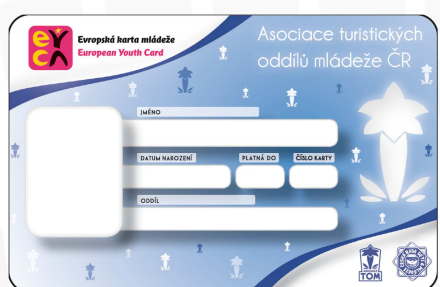 eyca
Evropská karta mládeže
European Youth Card
Asociace turistických
oddílů mládeže ČR
JMÉNO
DATUM NAROZENÍ
PLATNÁ DO
ČÍSLO KARTY
ODDÍL
TOM